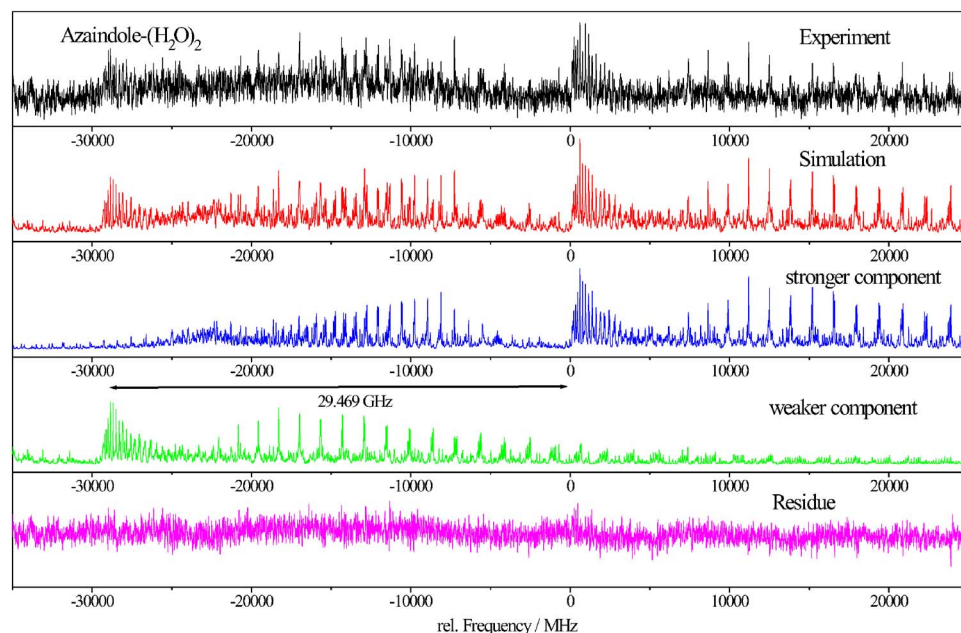 Azaindole-(H₂O)₂
Experiment
-30000 -20000 -10000 0 10000 20000
Simulation
-30000 -20000 -10000 0 10000 20000
stronger component
-30000 -20000 -10000 0 10000 20000
29.469 GHz
weaker component
-30000 -20000 -10000 0 10000 20000
Residue
-30000 -20000 -10000 0 10000 20000
rel. Frequency / MHz